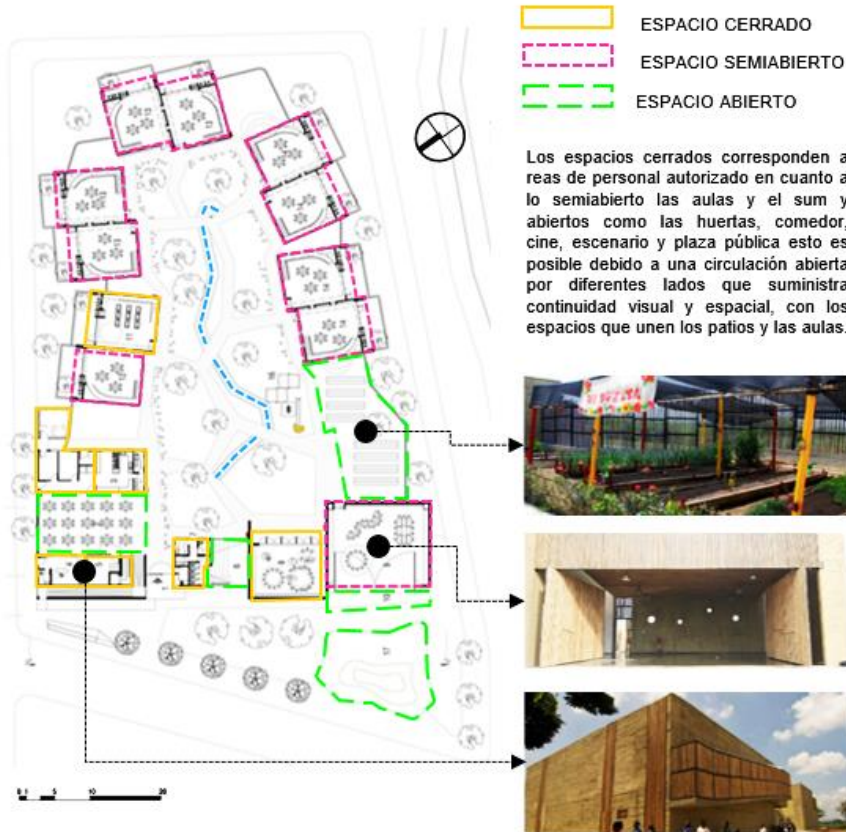 ESPACIO CERRADO
ESPACIO SEMIABIERTO
ESPACIO ABIERTO
Los espacios cerrados corresponden a
reas de personal autorizado en cuanto a
lo semiabierto las aulas y el sum y
abiertos como las huertas, comedor,
cine, escenario y plaza pública esto es
posible debido a una circulación abierta
por diferentes lados que suministra
continuidad visual y espacial, con los
espacios que unen los patios y las aulas.
0 1 5 10 20